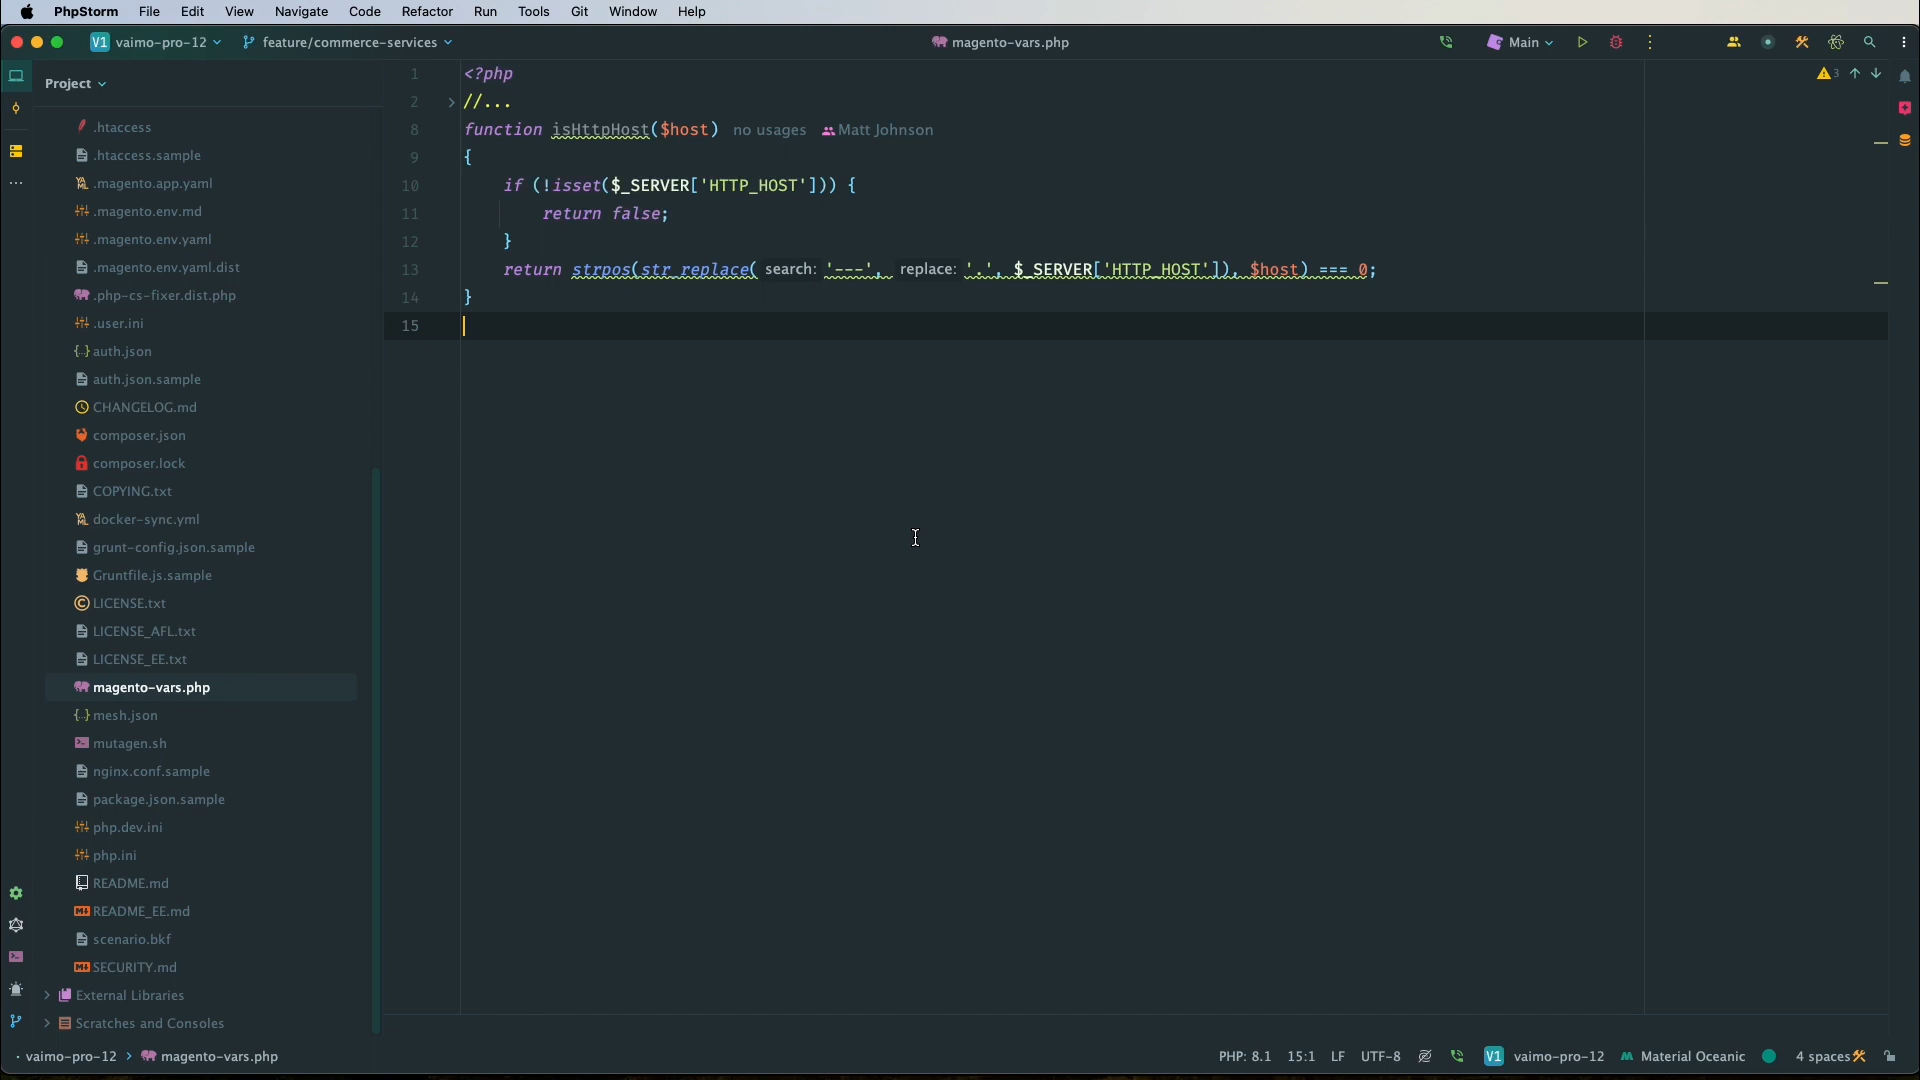 PhpStorm File Edit View Navigate Code Refactor Run Tools Git Window Help
V1 vaimo-pro-12 feature/commerce-services magento-vars.php Main
Project
.htaccess
.htaccess.sample
.magento.app.yaml
.magento.env.md
.magento.env.yaml
.magento.env.yaml.dist
.php-cs-fixer.dist.php
.user.ini
auth.json
auth.json.sample
CHANGELOG.md
composer.json
composer.lock
COPYING.txt
docker-sync.yml
grunt-config.json.sample
Gruntfile.js.sample
LICENSE.txt
LICENSE_AFL.txt
LICENSE_EE.txt
magento-vars.php
mesh.json
mutagen.sh
nginx.conf.sample
package.json.sample
php.dev.ini
php.ini
README.md
README_EE.md
scenario.bkf
SECURITY.md
External Libraries
Scratches and Consoles
1 <?php
2 //...
8 function isHttpHost($host) no usages Matt Johnson
9 {
10 if (!isset($_SERVER['HTTP_HOST'])) {
11 return false;
12 }
13 return strpos(str_replace( search: '---', replace: '.', $_SERVER['HTTP_HOST']), $host) === 0;
14 }
15
3
vaimo-pro-12 > magento-vars.php PHP: 8.1 15:1 LF UTF-8 V1 vaimo-pro-12 Material Oceanic 4 spaces